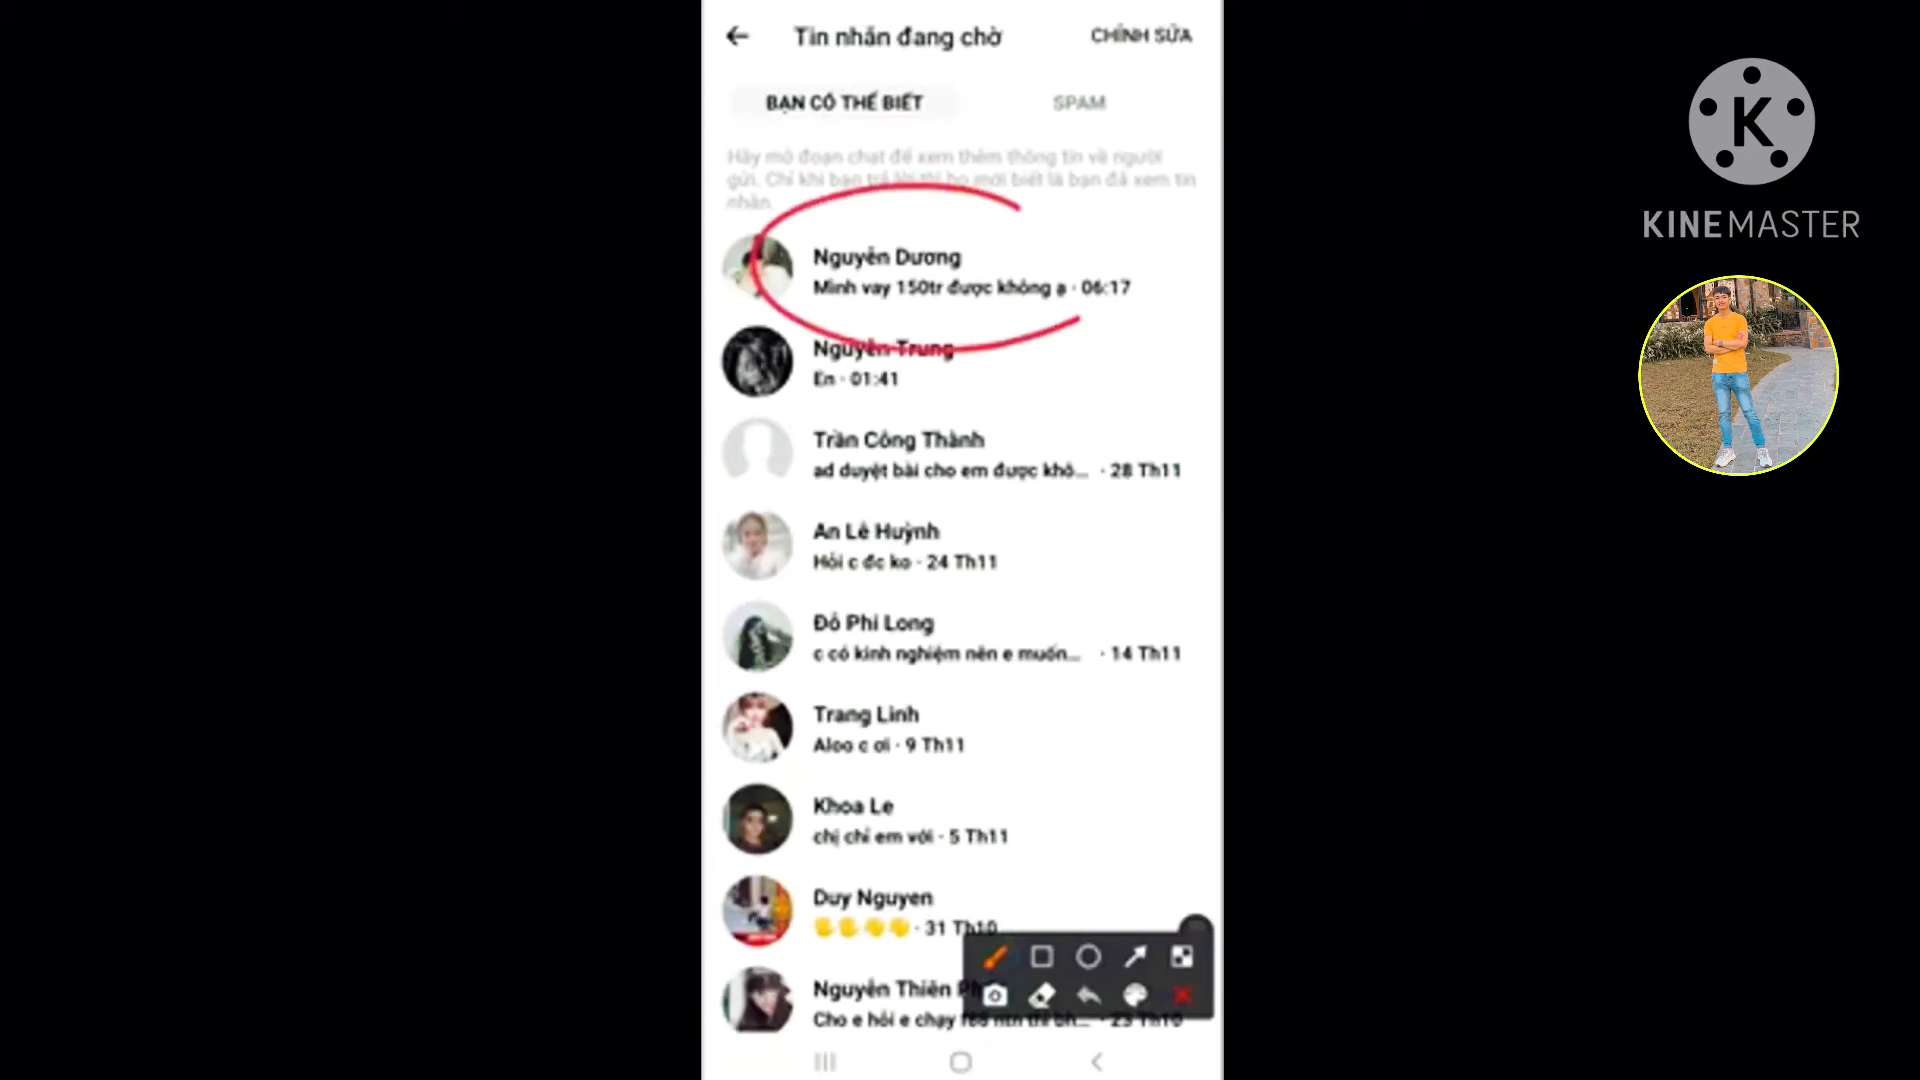 Tin nhắn đang chờ
CHỈNH SỬA
BẠN CÓ THỂ BIẾT
SPAM
Hãy mở đoạn chat để xem thêm thông tin về người
gửi. Chỉ khi bạn trả lời thì họ mới biết là bạn đã xem tin
nhắn.
Nguyễn Dương
Mình vay 150tr được không ạ · 06:17
Nguyễn Trung
En · 01:41
Trần Công Thành
ad duyệt bài cho em được khô... · 28 Th11
An Lê Huỳnh
Hỏi c đc ko · 24 Th11
Đỗ Phi Long
c có kinh nghiệm nên e muốn... · 14 Th11
Trang Linh
Aloo c ơi · 9 Th11
Khoa Le
chị chỉ em với · 5 Th11
Duy Nguyen
🖐🖐👋👋 · 31 Th10
Nguyễn Thiên
Cho e hỏi e chạy · 23 Th10
K
KINEMASTER